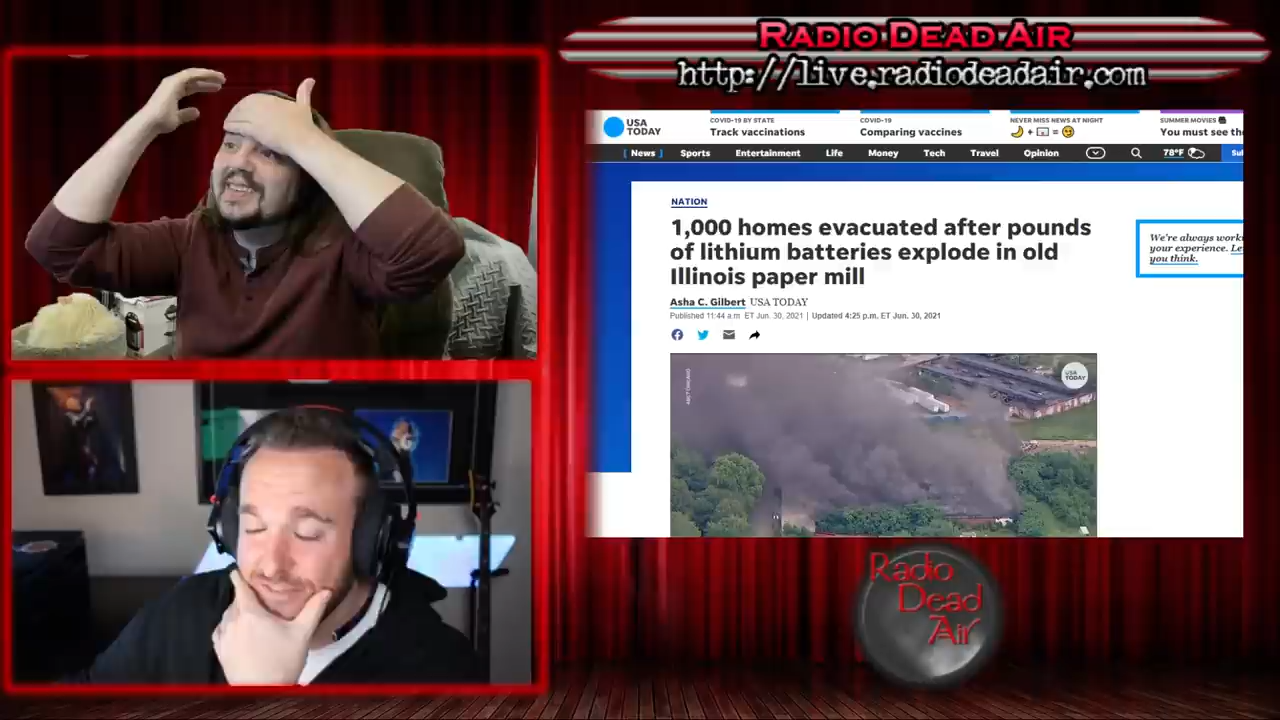 RADIO DEAD AIR
http://live.radiodeadair.com
USA
TODAY
COVID-19 BY STATE
Track vaccinations
COVID-19
Comparing vaccines
NEVER MISS NEWS AT NIGHT
SUMMER MOVIES
You must see th
[ News ] Sports Entertainment Life Money Tech Travel Opinion 78°F Su
NATION
1,000 homes evacuated after pounds
of lithium batteries explode in old
Illinois paper mill
Asha C. Gilbert USA TODAY
Published 11:44 a.m. ET Jun. 30, 2021 | Updated 4:25 p.m. ET Jun. 30, 2021
We're always work
your experience. Le
you think.
USA
TODAY
Radio
Dead
Air